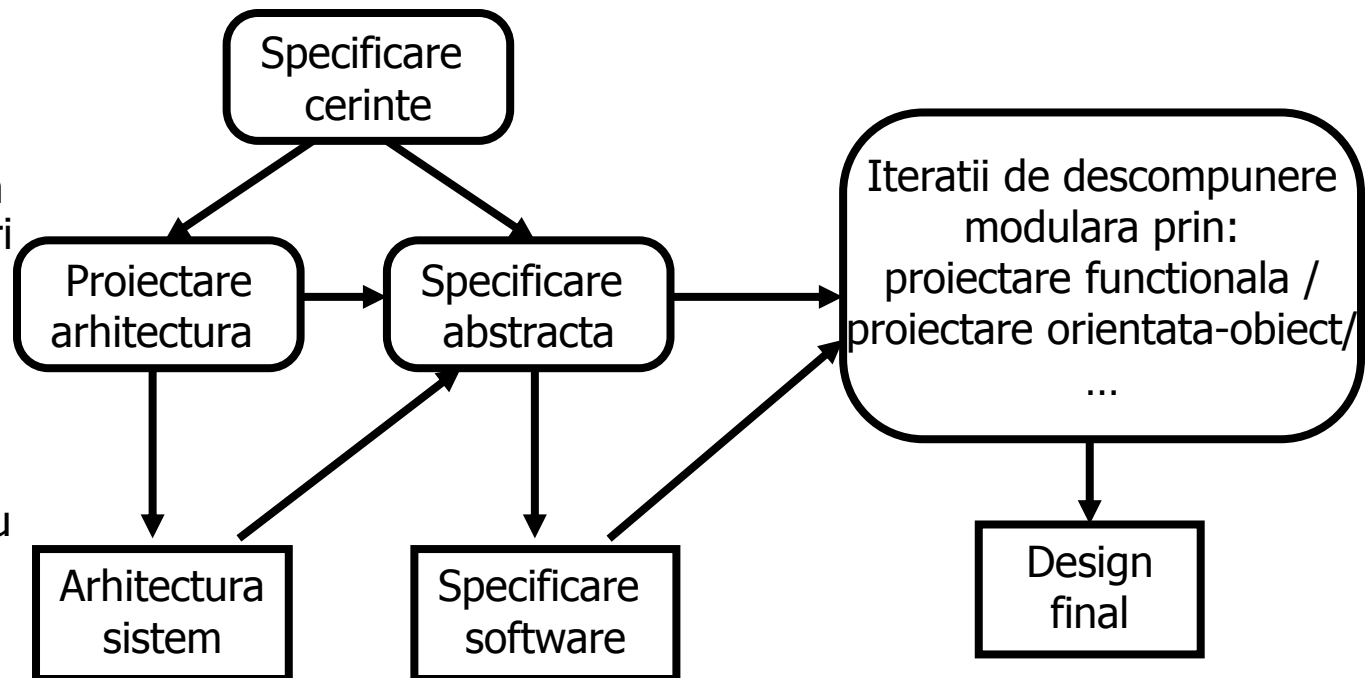 Specificare
cerinte
ri
Proiectare
arhitectura
Specificare
abstracta
Iteratii de descompunere
modulara prin:
proiectare functionala /
proiectare orientata-obiect/
...
u
Arhitectura
sistem
Specificare
software
Design
final